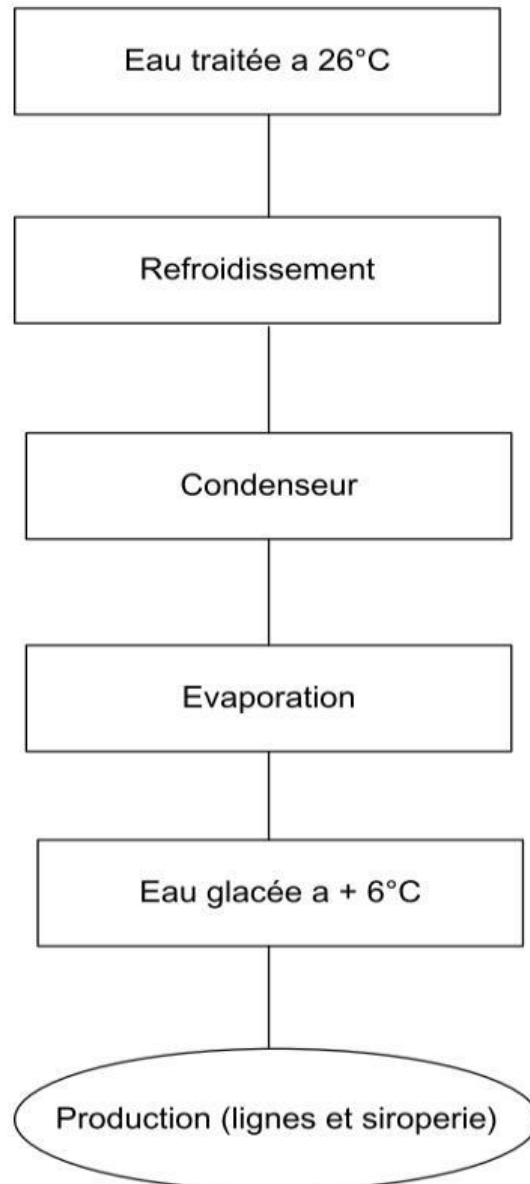 Eau traitée a 26°C
Refroidissement
Condenseur
Evaporation
Eau glacée a + 6°C
Production (lignes et siroperie)